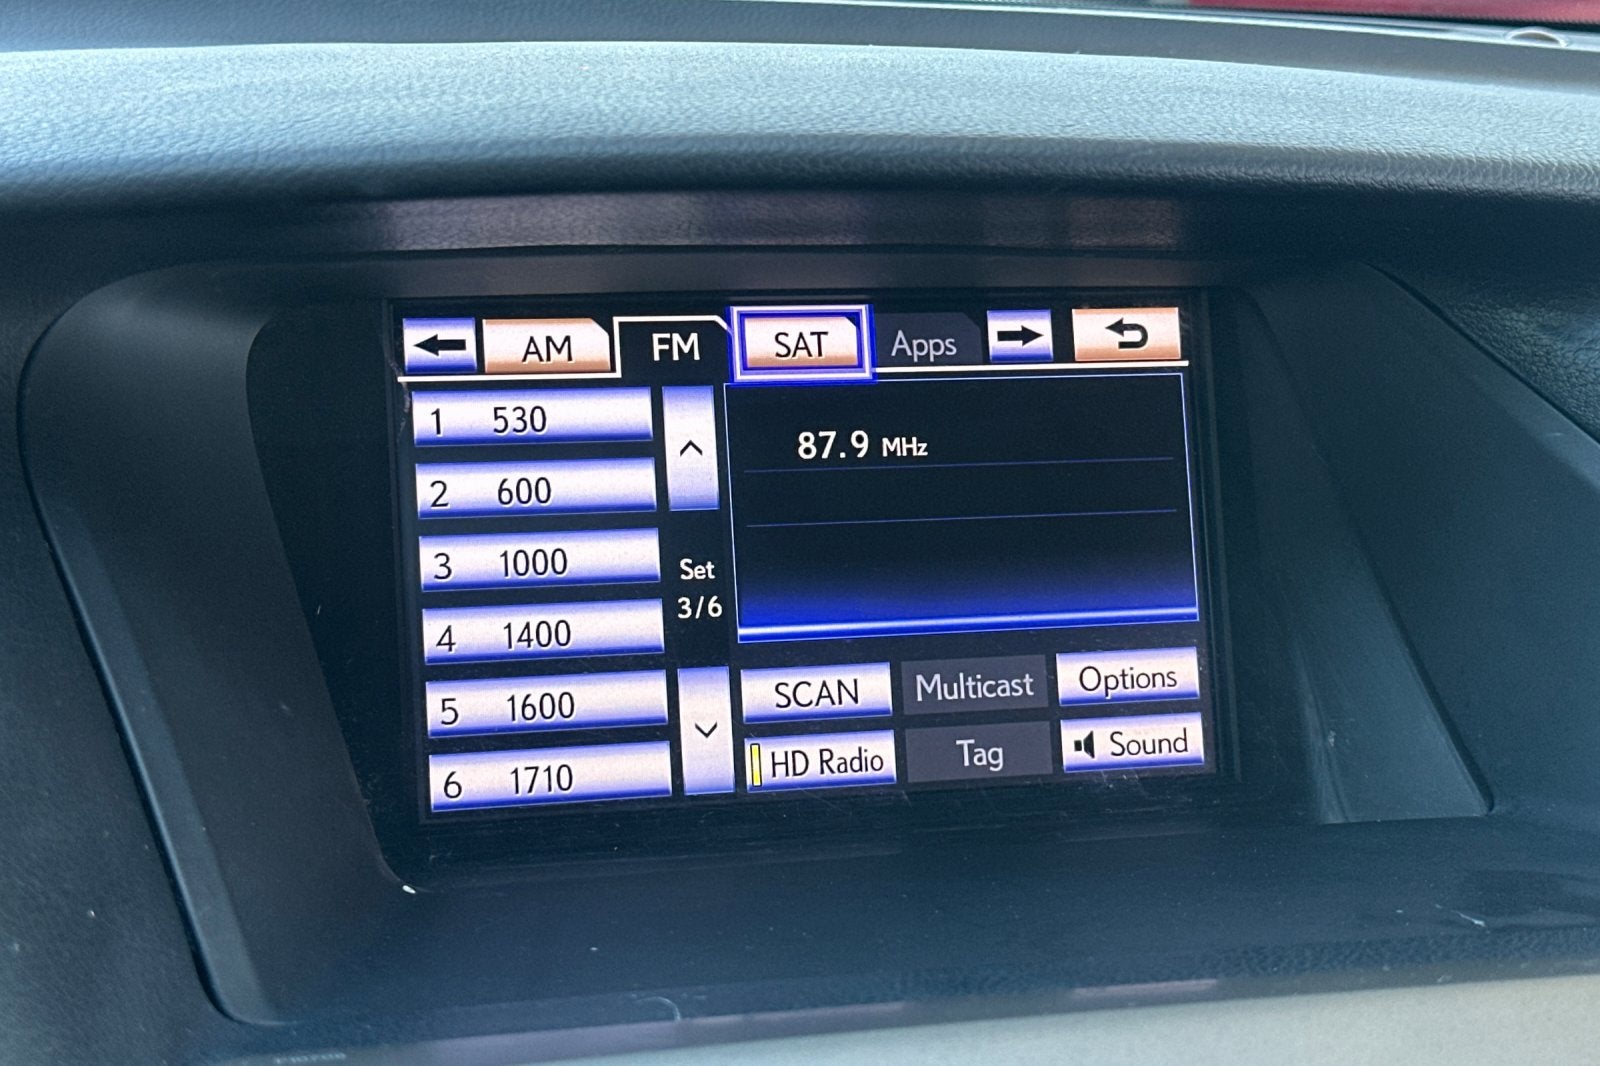 AM FM SAT Apps
1 530
2 600
3 1000
4 1400
5 1600
6 1710
Set
3/6
87.9 MHz
SCAN Multicast Options
HD Radio Tag Sound